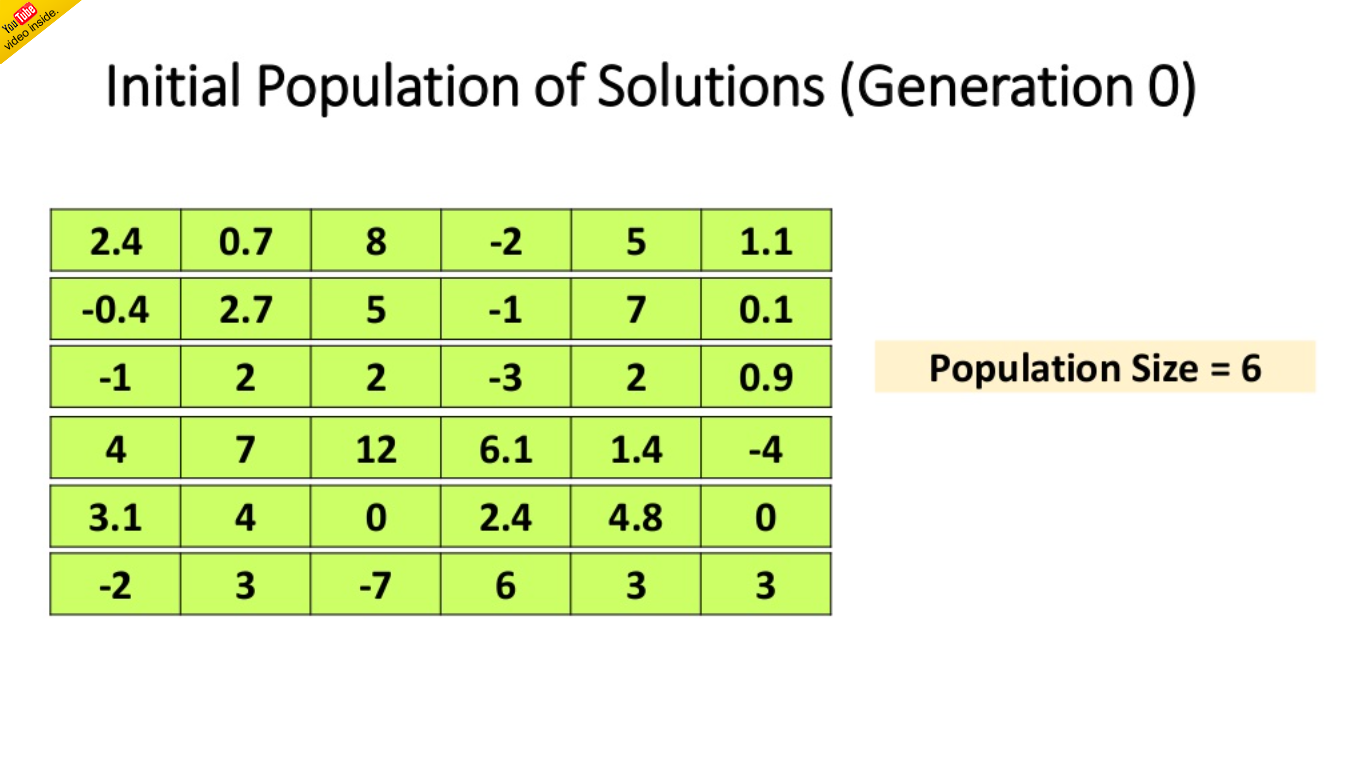 YouTube
video inside.
Initial Population of Solutions (Generation 0)
2.4 0.7 8 -2 5 1.1
-0.4 2.7 5 -1 7 0.1
-1 2 2 -3 2 0.9
Population Size = 6
4 7 12 6.1 1.4 -4
3.1 4 0 2.4 4.8 0
-2 3 -7 6 3 3